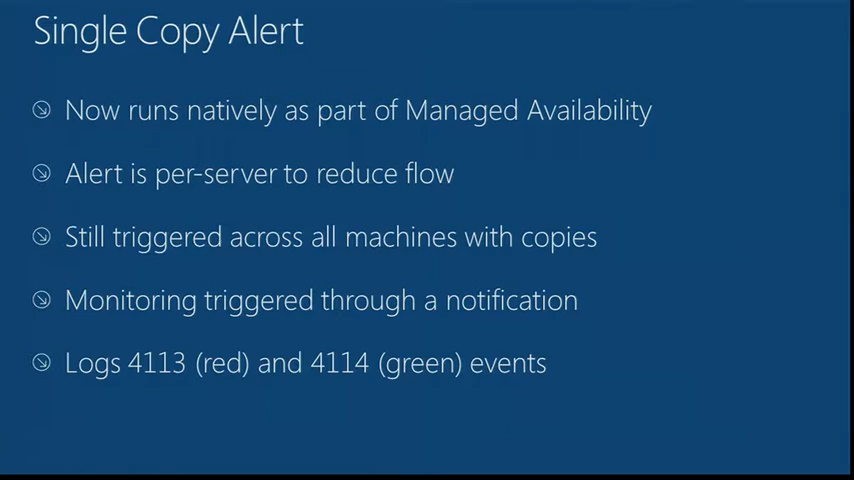 Single Copy Alert
Now runs natively as part of Managed Availability
Alert is per-server to reduce flow
Still triggered across all machines with copies
Monitoring triggered through a notification
Logs 4113 (red) and 4114 (green) events